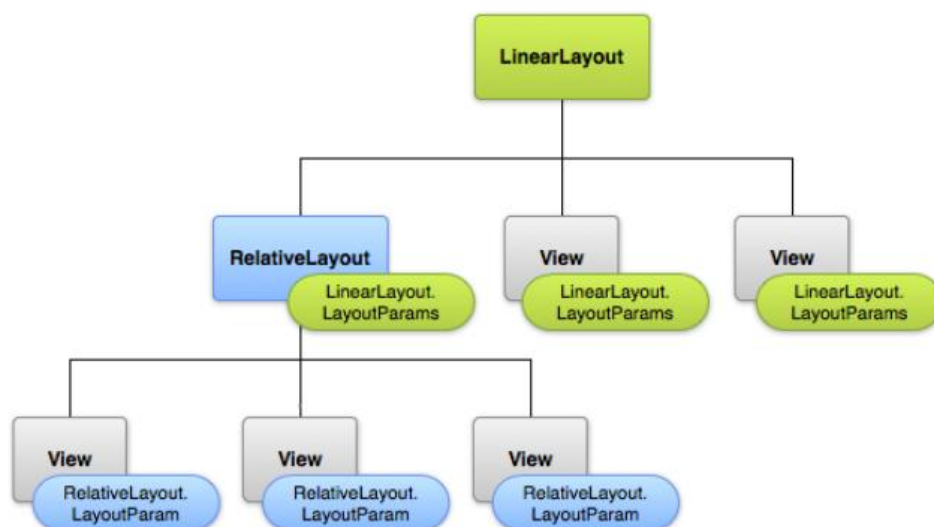 LinearLayout
RelativeLayout
LinearLayout.
LayoutParams
View
LinearLayout.
LayoutParams
View
LinearLayout.
LayoutParams
View
RelativeLayout.
LayoutParam
View
RelativeLayout.
LayoutParam
View
RelativeLayout.
LayoutParam